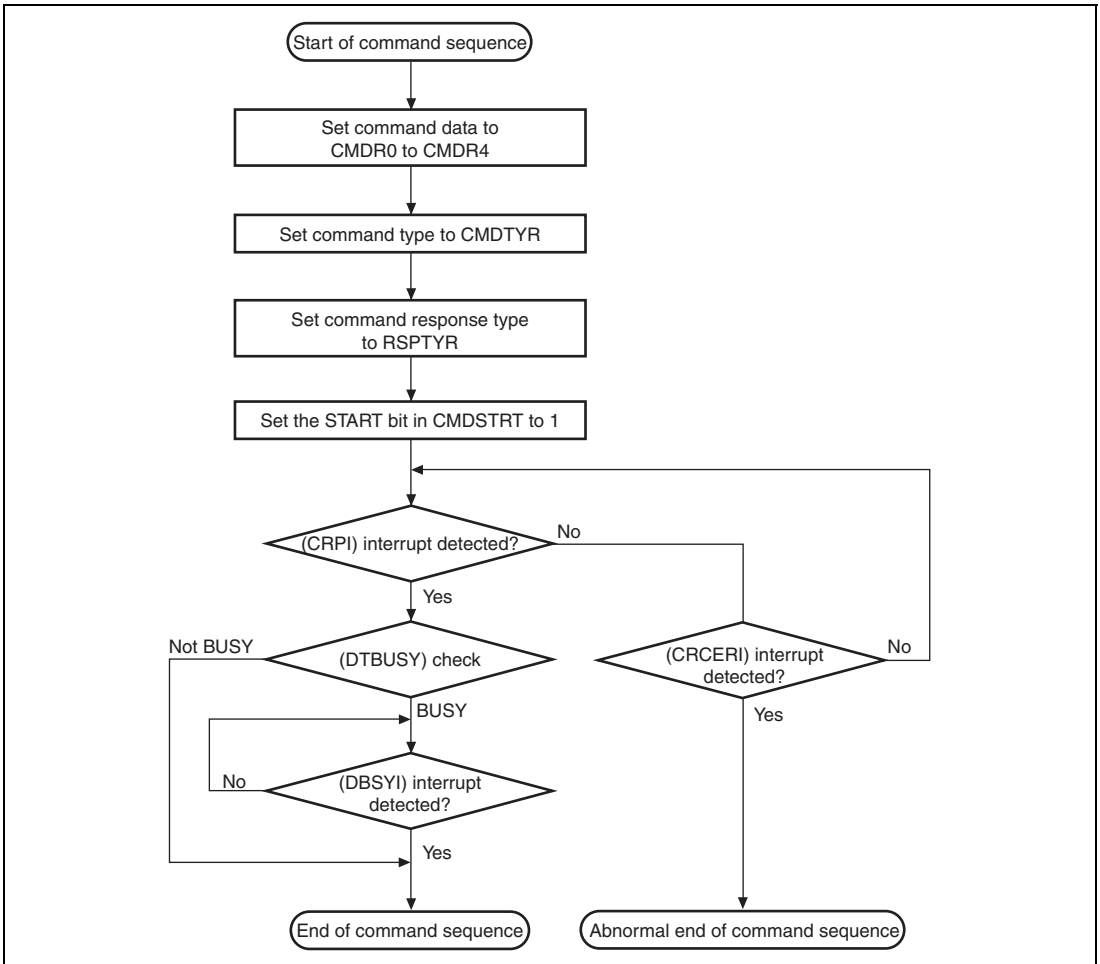 Start of command sequence
Set command data to
CMDR0 to CMDR4
Set command type to CMDTYR
Set command response type
to RSPTYR
Set the START bit in CMDSTRT to 1
(CRPI) interrupt detected?
No
Yes
Not BUSY
(DTBUSY) check
(CRCERI) interrupt
detected?
No
BUSY
Yes
No
(DBSYI) interrupt
detected?
Yes
End of command sequence
Abnormal end of command sequence